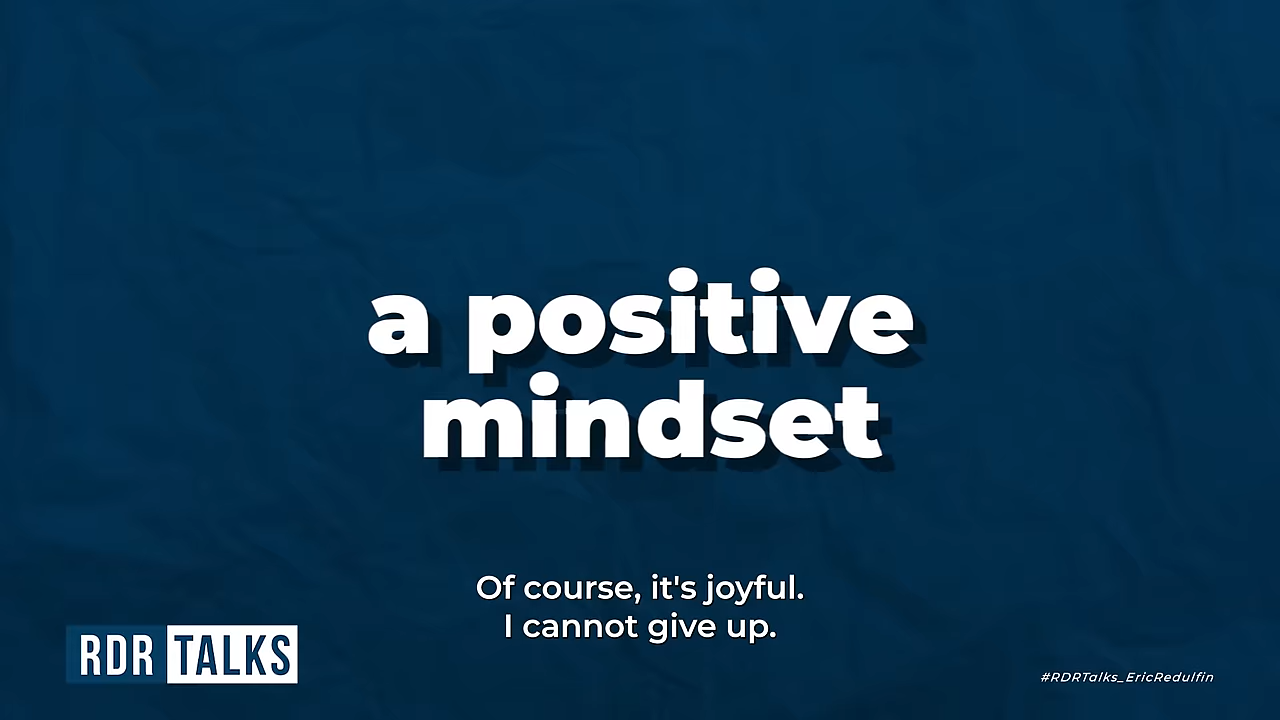 a positive
mindset
Of course, it's joyful.
I cannot give up.
RDR TALKS
#RDRTalks_EricRedulfin